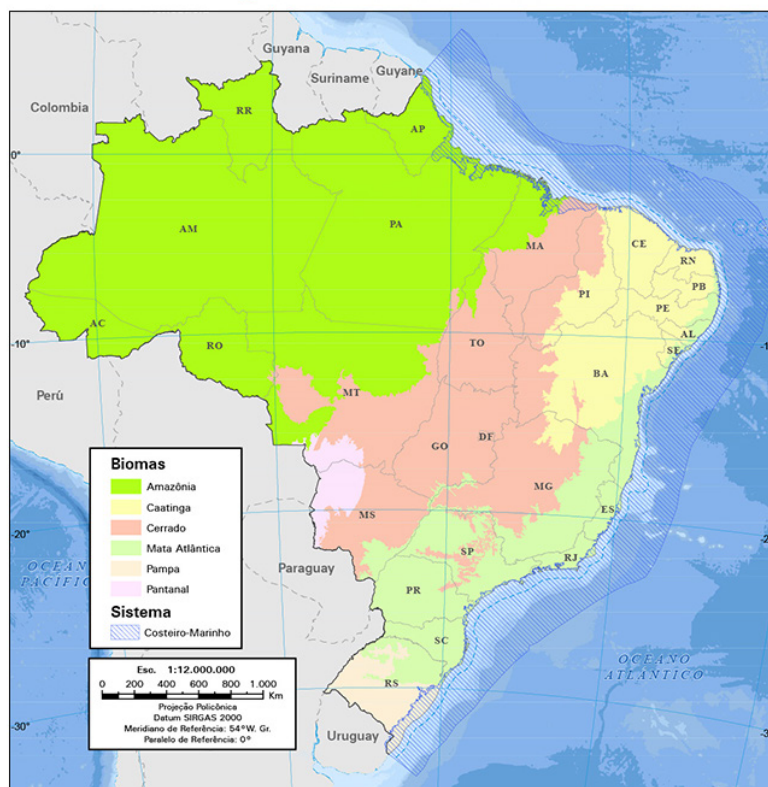 Guyana
Suriname
Guyane
Colombia
RR
AP
0°
AM
PA
MA
CE
RN
PB
PI
PE
AC
AL
-10°
RO
TO
SE
BA
MT
Perú
DF
GO
Biomas
Amazônia
MG
Caatinga
ES
MS
Cerrado
-20°
SP
Mata Atlântica
RJ
OCEANO
PACÍFICO
Paraguay
Pampa
PR
Pantanal
Sistema
Costeiro-Marinho
SC
OCEANO
ATLÂNTICO
Esc. 1:12.000.000
0 200 400 600 800 1.000
Km
RS
Projeção Policônica
Datum SIRGAS 2000
Meridiano de Referência: 54°W. Gr.
Paralelo de Referência: 0°
-30°
Uruguay